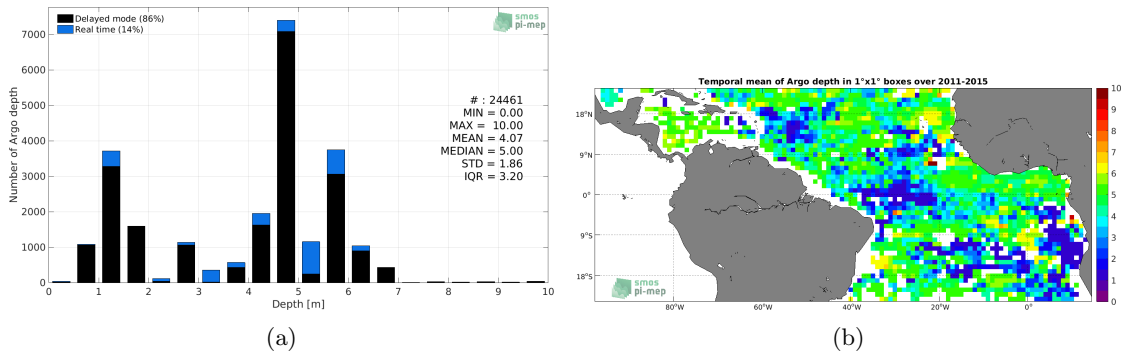 Delayed mode (86%)
Real time (14%)
smos
pi-mep
Number of Argo depth
7000
6000
5000
4000
3000
2000
1000
0
# : 24461
MIN = 0.00
MAX = 10.00
MEAN = 4.07
MEDIAN = 5.00
STD = 1.86
IQR = 3.20
0 1 2 3 4 5 6 7 8 9 10
Depth [m]
(a)
Temporal mean of Argo depth in 1°x1° boxes over 2011-2015
18°N
9°N
0°
9°S
18°S
80°W 60°W 40°W 20°W 0°
smos
pi-mep
10
9
8
7
6
5
4
3
2
1
0
(b)